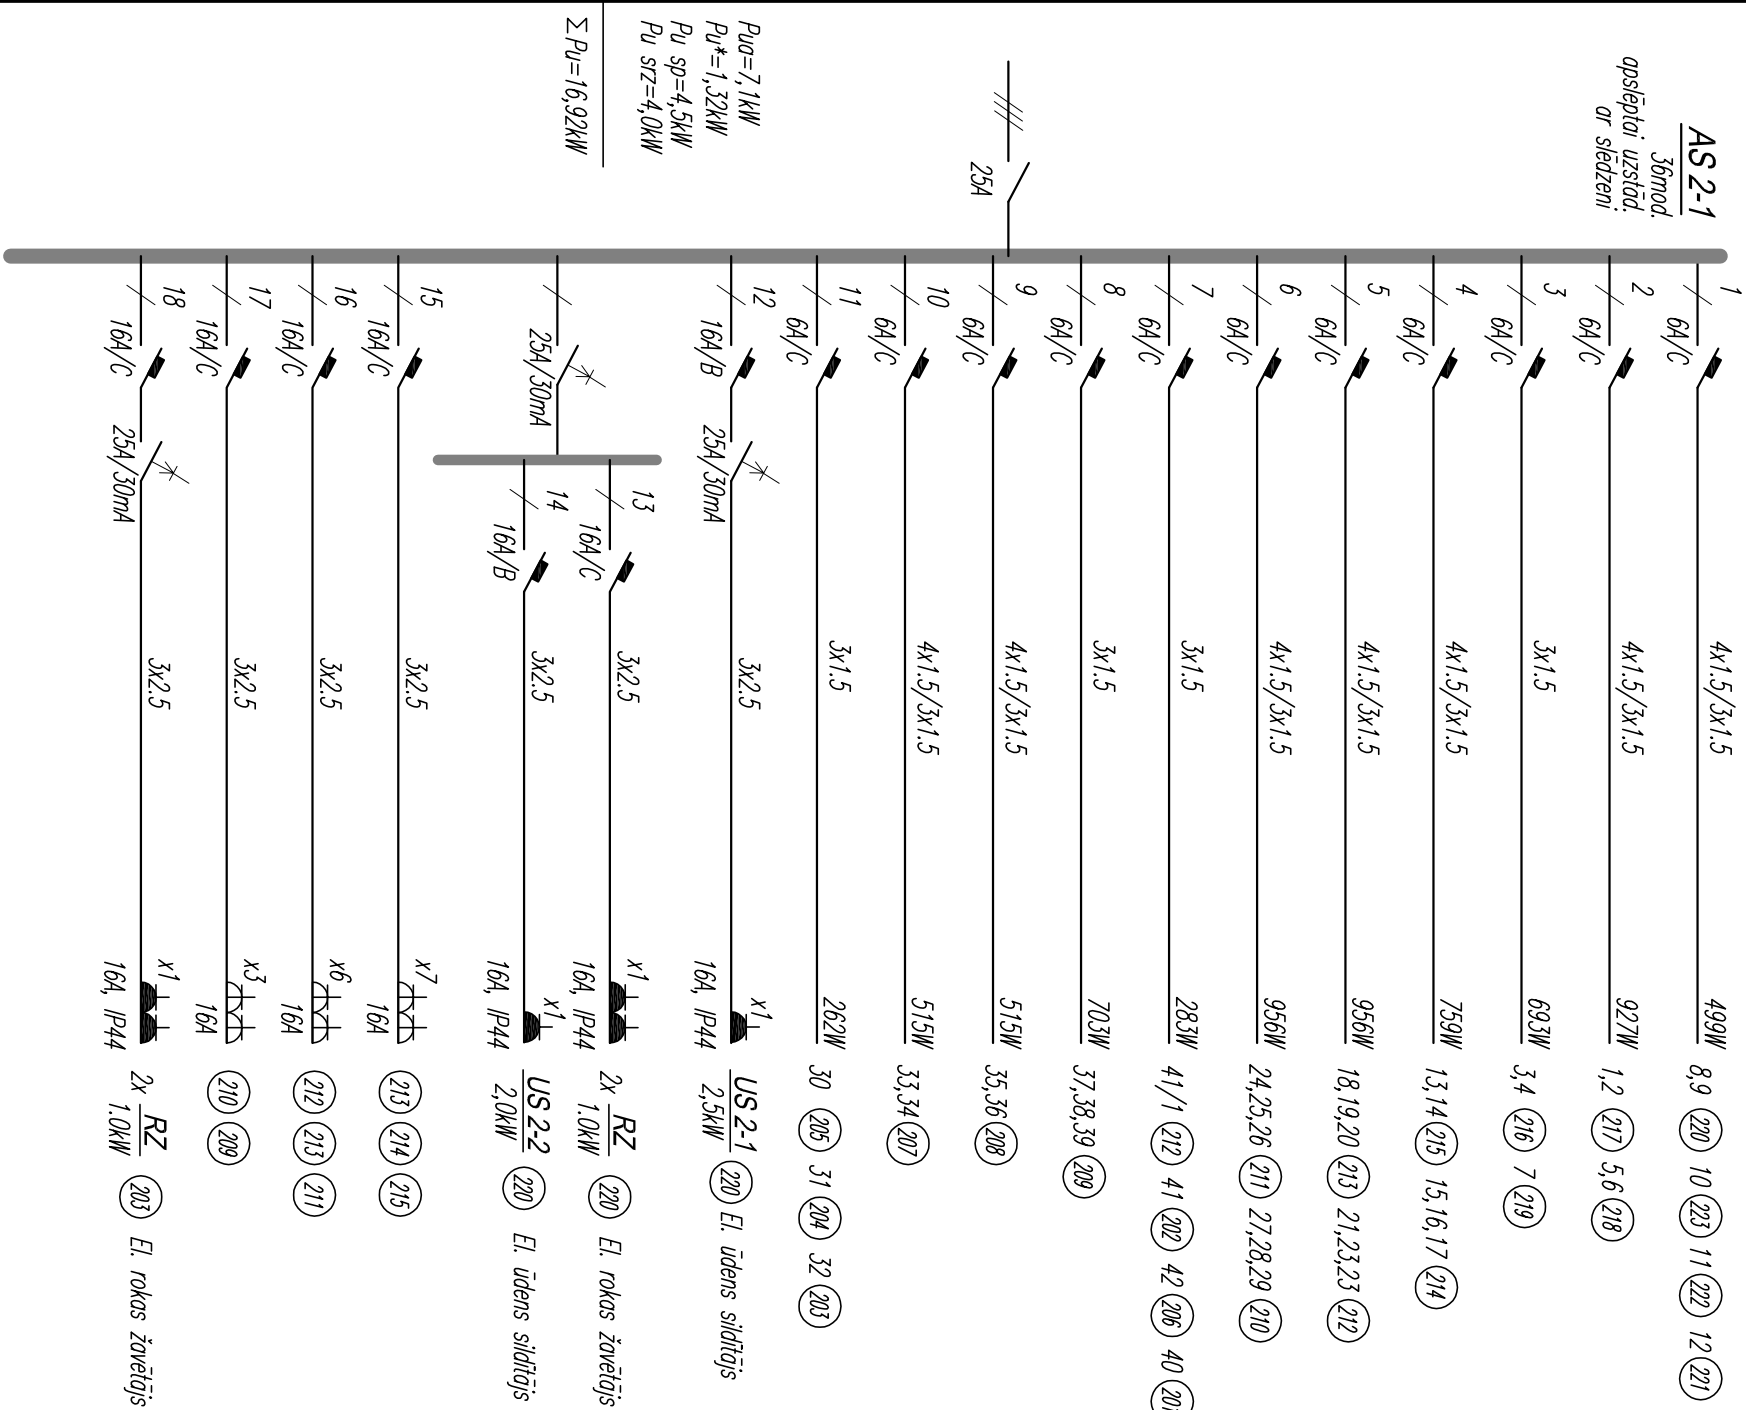 AS 2-1
36mod.
apslēptai uzstād.
ar slēdzeni
Pua=7,1kW
Pu*=1,32kW
Pu sp=4,5kW
Pu srz=4,0kW
Σ Pu=16,92kW
25A
1 6A/C 4x1.5/3x1.5 499W 8,9 220 10 223 11 222 12 221
2 6A/C 4x1.5/3x1.5 927W 1,2 217 5,6 218
3 6A/C 3x1.5 693W 3,4 216 7 219
4 6A/C 4x1.5/3x1.5 759W 13,14 215 15,16,17 214
5 6A/C 4x1.5/3x1.5 956W 18,19,20 213 21,23,23 212
6 6A/C 4x1.5/3x1.5 956W 24,25,26 211 27,28,29 210
7 6A/C 3x1.5 283W 41/1 212 41 202 42 206 40
8 6A/C 3x1.5 703W 37,38,39 209
9 6A/C 4x1.5/3x1.5 515W 35,36 208
10 6A/C 4x1.5/3x1.5 515W 33,34 207
11 6A/C 3x1.5 262W 30 205 31 204 32 203
12 16A/B 25A/30mA 3x2.5 x1 16A, IP44 US 2-1 2,5kW 220 El. ūdens sildītājs
25A/30mA
13 16A/C 3x2.5 x1 16A, IP44 2x RZ 1.0kW 220 El. rokas žāvētājs
14 16A/B 3x2.5 x1 16A, IP44 US 2-2 2,0kW 220 El. ūdens sildītājs
15 16A/C 3x2.5 x7 16A 213 214 215
16 16A/C 3x2.5 x6 16A 212 213 211
17 16A/C 3x2.5 x3 16A 210 209
18 16A/C 25A/30mA 3x2.5 x1 16A, IP44 2x RZ 1.0kW 203 El. rokas žāvētājs